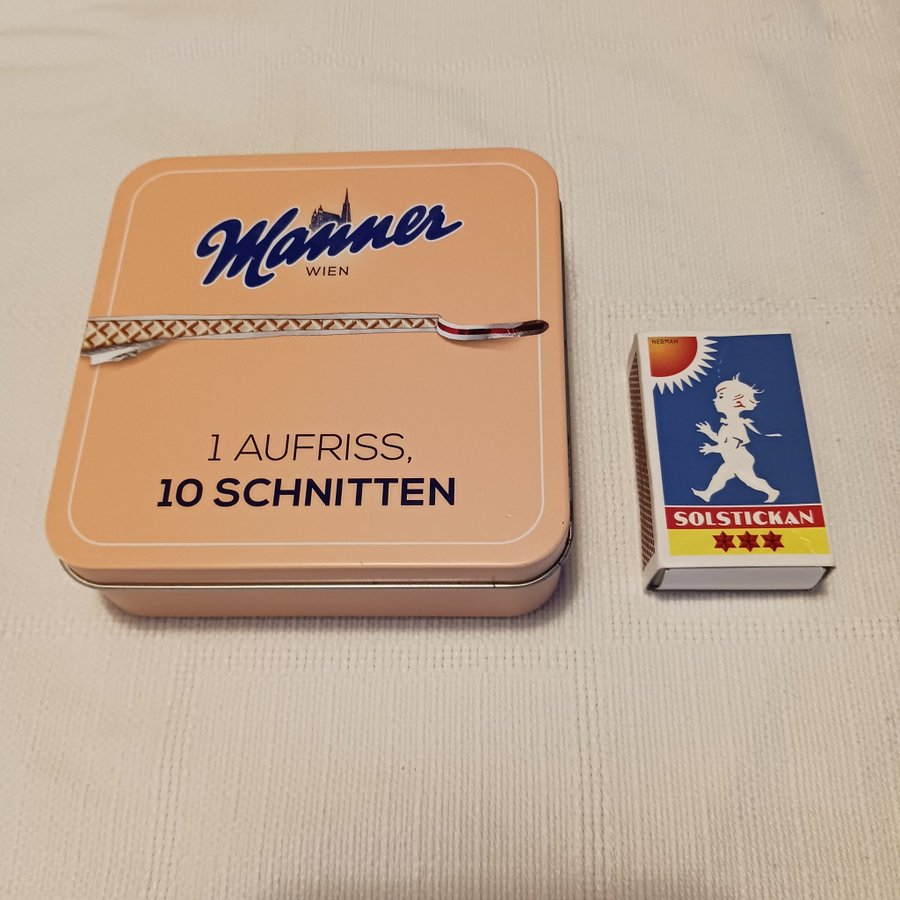 Manner
WIEN
1 AUFRISS,
10 SCHNITTEN
NERMAN
SOLSTICKAN